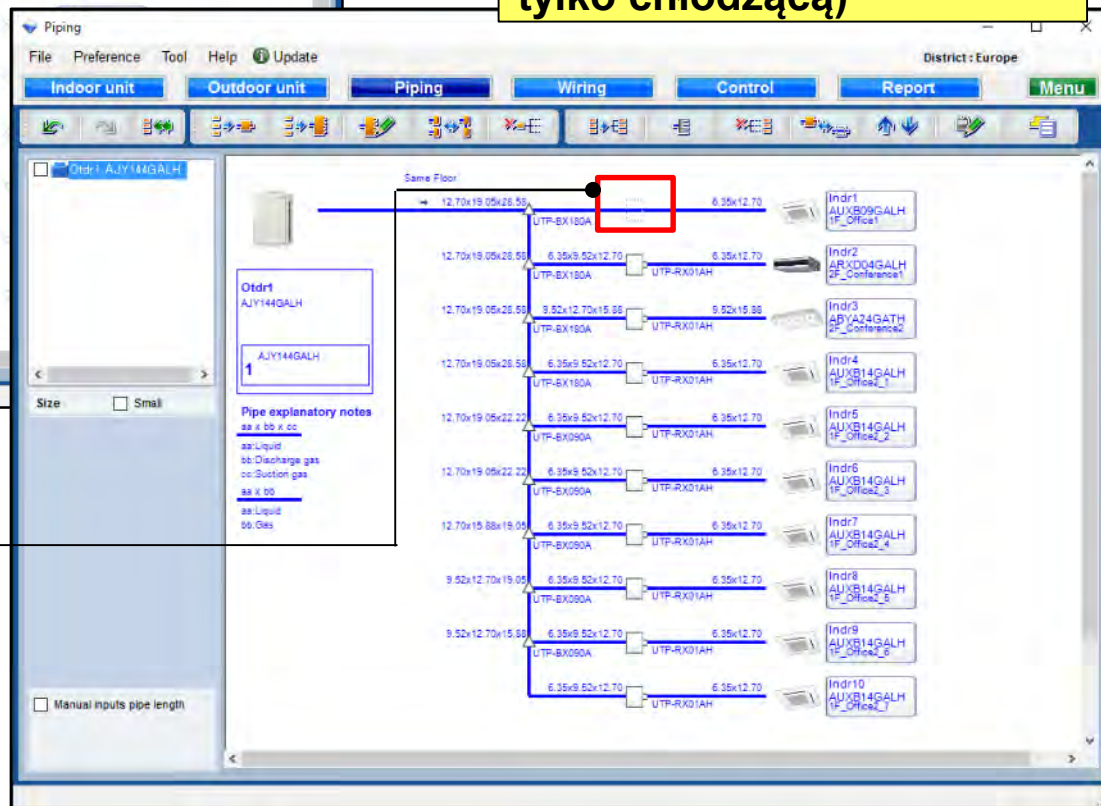 tylko chłodzącą)
Piping
File Preference Tool Help Update
District : Europe
Indoor unit Outdoor unit Piping Wiring Control Report Menu
Otdr1 AJY144GALH
Size Small
Manual inputs pipe length
Otdr1
AJY144GALH
AJY144GALH
1
Pipe explanatory notes
aa x bb x cc
aa:Liquid
bb:Discharge gas
cc:Suction gas
aa x bb
aa:Liquid
bb:Gas
Same Floor
12.70x19.05x28.58 6.35x12.70
UTP-BX180A
Indr1
AUXB09GALH
1F_Office1
12.70x19.05x28.58 6.35x9.52x12.70 6.35x12.70
UTP-BX180A UTP-RX01AH
Indr2
ARXD04GALH
2F_Conference1
12.70x19.05x28.58 9.52x12.70x15.88 9.52x15.88
UTP-BX180A UTP-RX01AH
Indr3
ABYA24GATH
2F_Conference2
12.70x19.05x28.58 6.35x9.52x12.70 6.35x12.70
UTP-BX180A UTP-RX01AH
Indr4
AUXB14GALH
1F_Office2_1
12.70x19.05x22.22 6.35x9.52x12.70 6.35x12.70
UTP-BX090A UTP-RX01AH
Indr5
AUXB14GALH
1F_Office2_2
12.70x19.05x22.22 6.35x9.52x12.70 6.35x12.70
UTP-BX090A UTP-RX01AH
Indr6
AUXB14GALH
1F_Office2_3
12.70x15.88x19.05 6.35x9.52x12.70 6.35x12.70
UTP-BX090A UTP-RX01AH
Indr7
AUXB14GALH
1F_Office2_4
9.52x12.70x19.05 6.35x9.52x12.70 6.35x12.70
UTP-BX090A UTP-RX01AH
Indr8
AUXB14GALH
1F_Office2_5
9.52x12.70x15.88 6.35x9.52x12.70 6.35x12.70
UTP-BX090A UTP-RX01AH
Indr9
AUXB14GALH
1F_Office2_6
6.35x9.52x12.70 6.35x12.70
UTP-RX01AH
Indr10
AUXB14GALH
1F_Office2_7